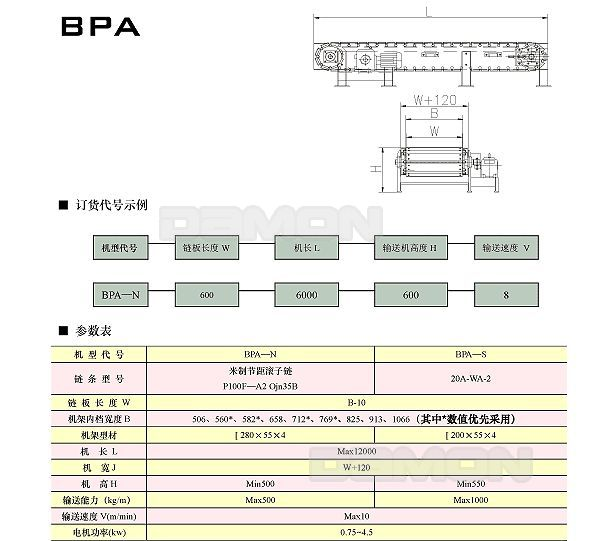 BPA
L
W+120
B
W
H
■ 订货代号示例
DAMON
机型代号 链板长度 W 机长 L 输送机高度 H 输送速度 V
BPA—N 600 6000 600 8
■ 参数表
机 型 代 号 BPA—N BPA—S
链 条 型 号 米制节距滚子链 P100F—A2 Ojn35B 20A-WA-2
链 板 长 度 W B-10
机架内档宽度B 506、560*、582*、658、712*、769*、825、913、1066(其中*数值优先采用)
机架型材 [ 280×55×4 [ 200×55×4
机 长 L Max12000
DAMON
机 宽 J W+120
机 高 H Min500 Min550
输送能力(kg/m) Max500 Max1000
输送速度 V(m/min) Max10
电机功率(kw) 0.75~4.5